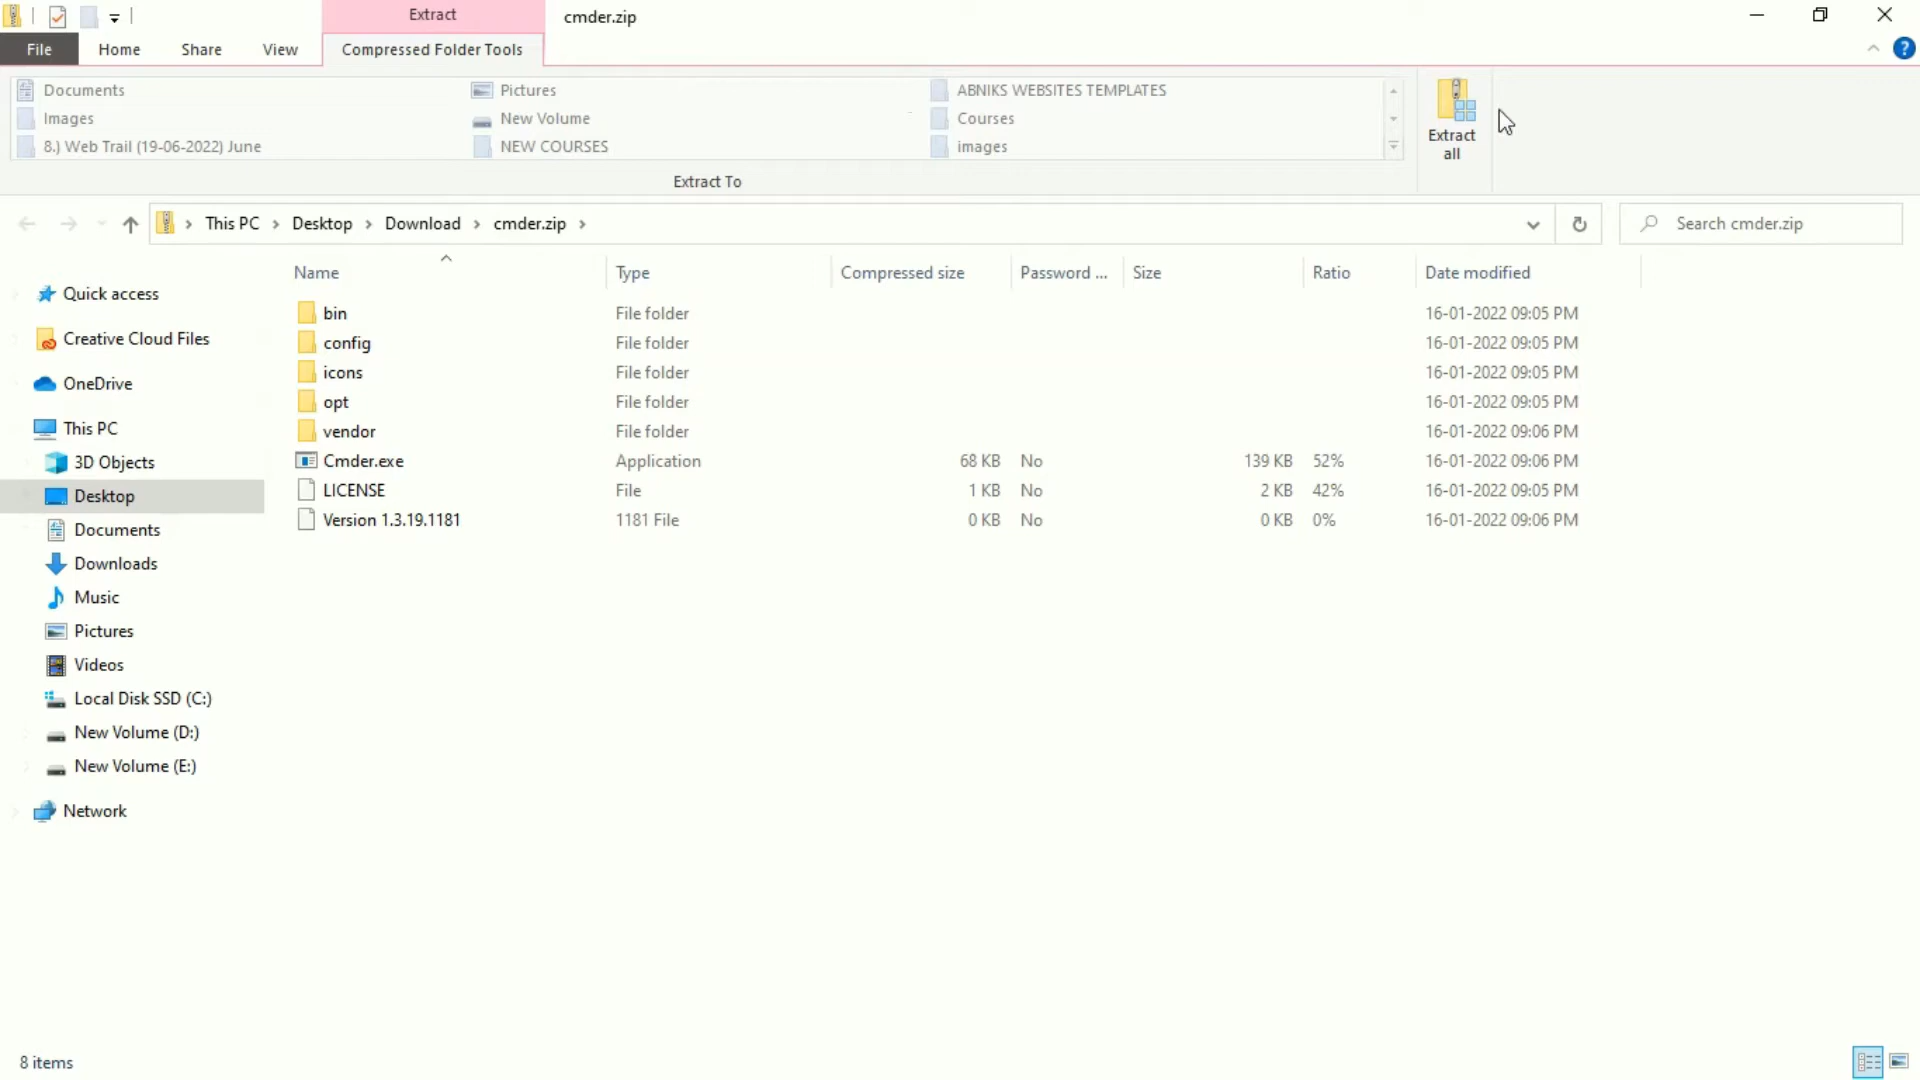 Extract
cmder.zip
File
Home
Share
View
Compressed Folder Tools
Documents
Pictures
ABNIKS WEBSITES TEMPLATES
Images
New Volume
Courses
8.) Web Trail (19-06-2022) June
NEW COURSES
images
Extract
all
Extract To
This PC
Desktop
Download
cmder.zip
Search cmder.zip
Name
Type
Compressed size
Password ...
Size
Ratio
Date modified
Quick access
Creative Cloud Files
OneDrive
This PC
3D Objects
Desktop
Documents
Downloads
Music
Pictures
Videos
Local Disk SSD (C:)
New Volume (D:)
New Volume (E:)
Network
bin File folder 16-01-2022 09:05 PM
config File folder 16-01-2022 09:05 PM
icons File folder 16-01-2022 09:05 PM
opt File folder 16-01-2022 09:05 PM
vendor File folder 16-01-2022 09:06 PM
Cmder.exe Application 68 KB No 139 KB 52% 16-01-2022 09:06 PM
LICENSE File 1 KB No 2 KB 42% 16-01-2022 09:05 PM
Version 1.3.19.1181 1181 File 0 KB No 0 KB 0% 16-01-2022 09:06 PM
8 items